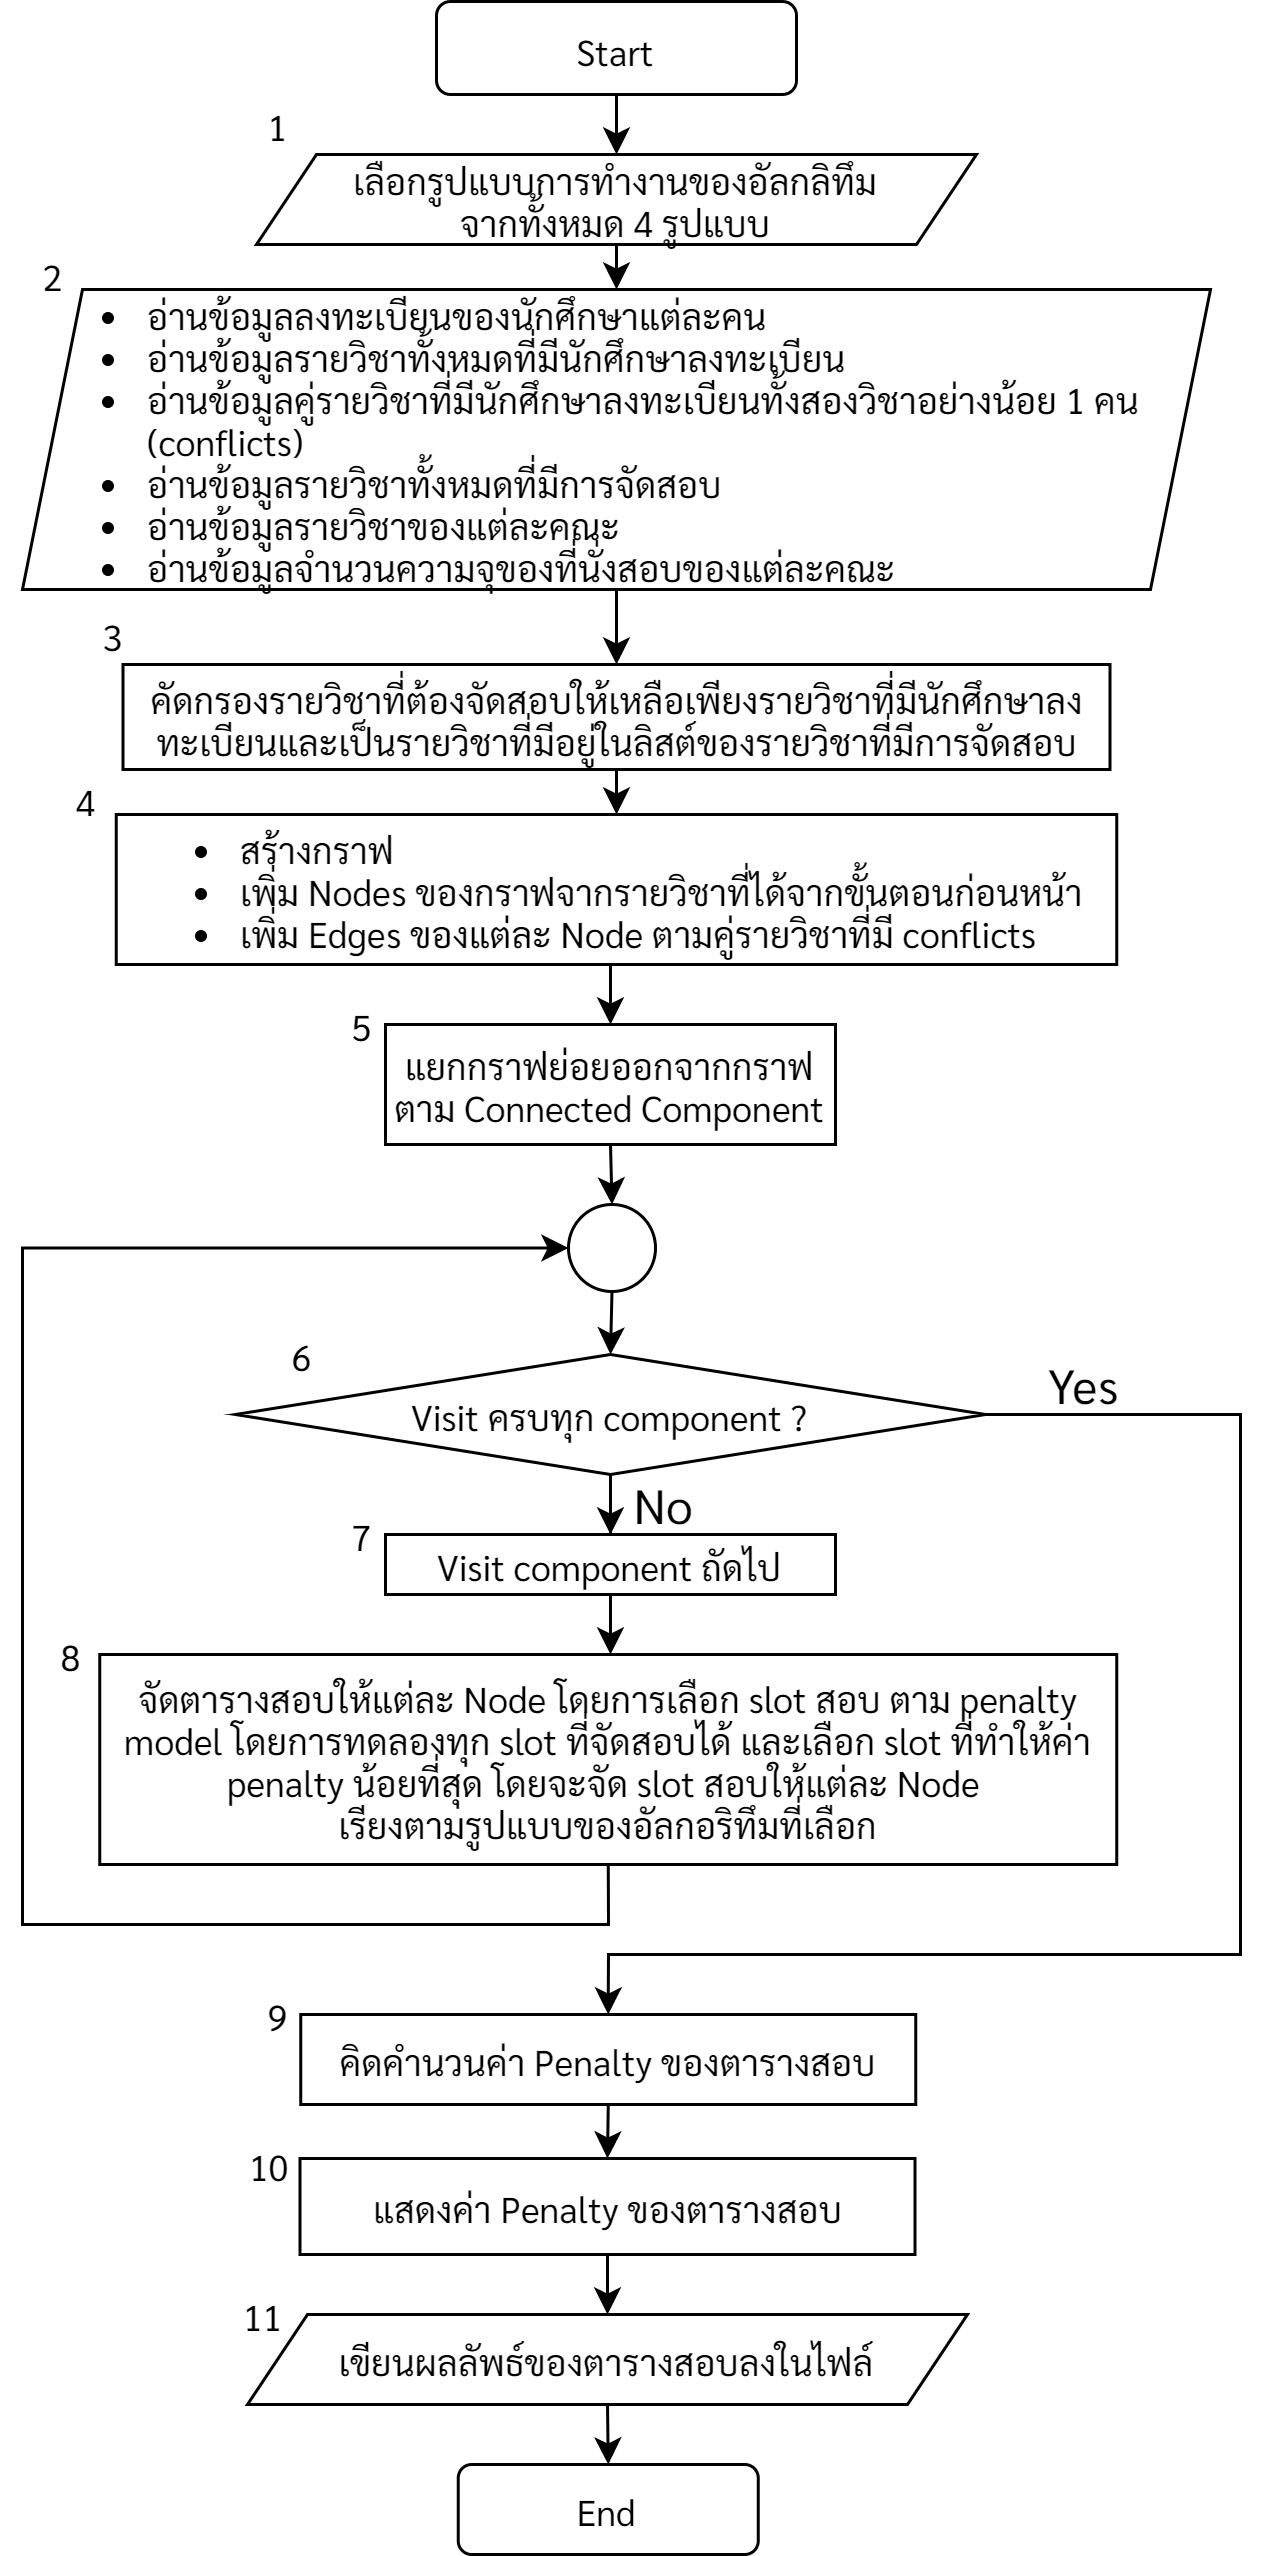 Start
1
เลือกรูปแบบการทำงานของอัลกลิทึม
จากทั้งหมด 4 รูปแบบ
2
• อ่านข้อมูลลงทะเบียนของนักศึกษาแต่ละคน
• อ่านข้อมูลรายวิชาทั้งหมดที่มีนักศึกษาลงทะเบียน
• อ่านข้อมูลคู่รายวิชาที่มีนักศึกษาลงทะเบียนทั้งสองวิชาอย่างน้อย 1 คน
(conflicts)
• อ่านข้อมูลรายวิชาทั้งหมดที่มีการจัดสอบ
• อ่านข้อมูลรายวิชาของแต่ละคณะ
• อ่านข้อมูลจำนวนความจุของที่นั่งสอบของแต่ละคณะ
3
คัดกรองรายวิชาที่ต้องจัดสอบให้เหลือเพียงรายวิชาที่มีนักศึกษาลง
ทะเบียนและเป็นรายวิชาที่มีอยู่ในลิสต์ของรายวิชาที่มีการจัดสอบ
4
• สร้างกราฟ
• เพิ่ม Nodes ของกราฟจากรายวิชาที่ได้จากขั้นตอนก่อนหน้า
• เพิ่ม Edges ของแต่ละ Node ตามคู่รายวิชาที่มี conflicts
5
แยกกราฟย่อยออกจากกราฟ
ตาม Connected Component
6
Visit ครบทุก component ?
Yes
No
7
Visit component ถัดไป
8
จัดตารางสอบให้แต่ละ Node โดยการเลือก slot สอบ ตาม penalty
model โดยการทดลองทุก slot ที่จัดสอบได้ และเลือก slot ที่ทำให้ค่า
penalty น้อยที่สุด โดยจะจัด slot สอบให้แต่ละ Node
เรียงตามรูปแบบของอัลกอริทึมที่เลือก
9
คิดคำนวนค่า Penalty ของตารางสอบ
10
แสดงค่า Penalty ของตารางสอบ
11
เขียนผลลัพธ์ของตารางสอบลงในไฟล์
End